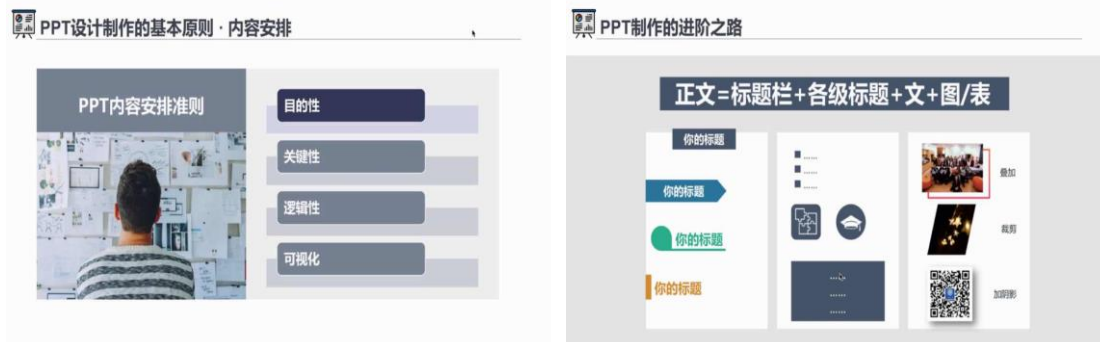 PPT设计制作的基本原则·内容安排
PPT内容安排准则
目的性
关键性
逻辑性
可视化
PPT制作的进阶之路
正文=标题栏+各级标题+文+图/表
你的标题
你的标题
你的标题
你的标题
……
……
……
……
……
……
叠加
裁剪
加阴影